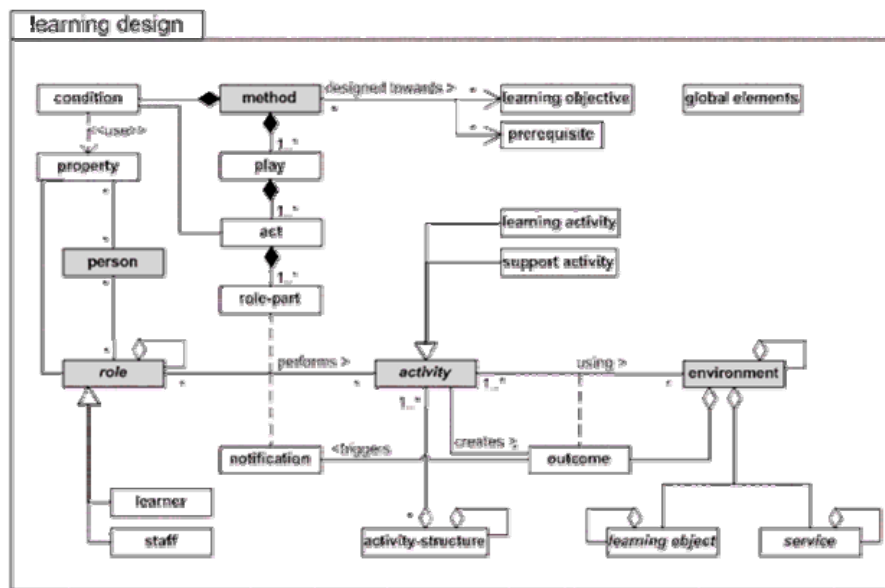 learning design
condition
method
designed towards >
*
*
learning objective
global elements
<<use>>
*
prerequisite
1..*
property
play
*
1..*
learning activity
act
*
person
support activity
*
1..*
role-part
*
performs >
using >
role
activity
environment
*
*
1..*
*
1..*
creates >
notification
<triggers
outcome
learner
*
staff
activity-structure
learning object
service